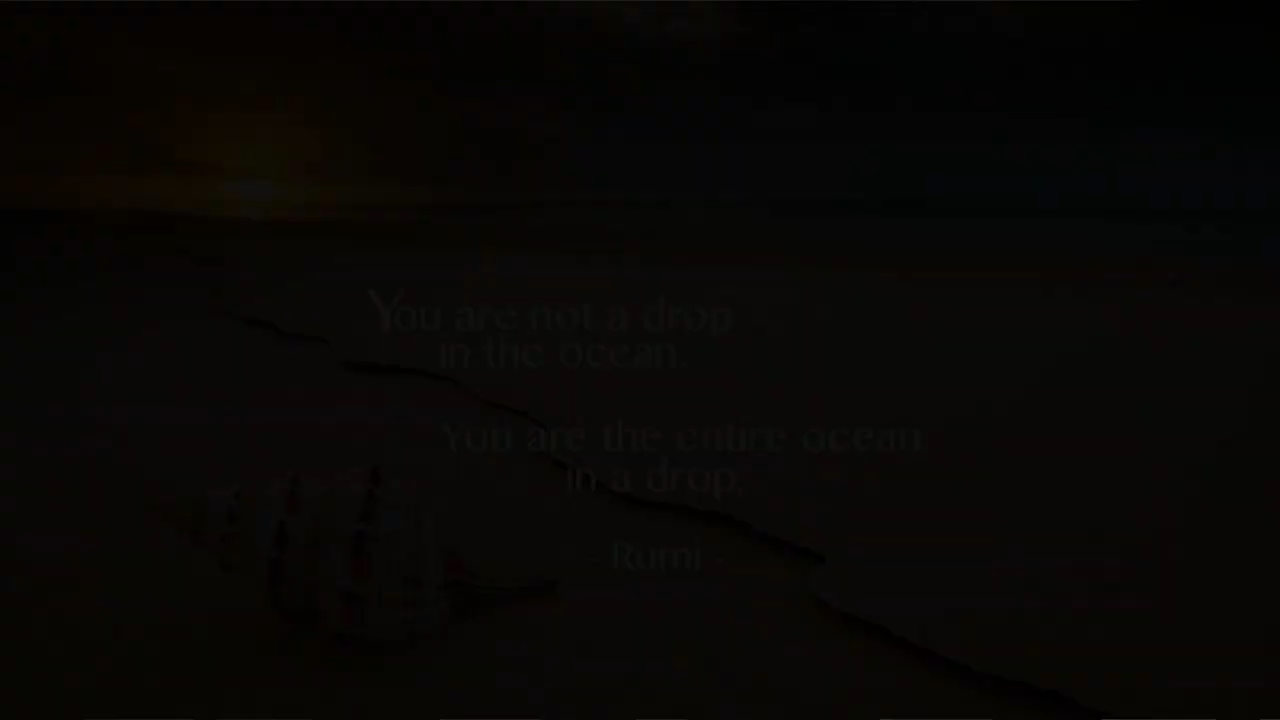 You are not a drop
in the ocean.
You are the entire ocean
in a drop.
- Rumi -